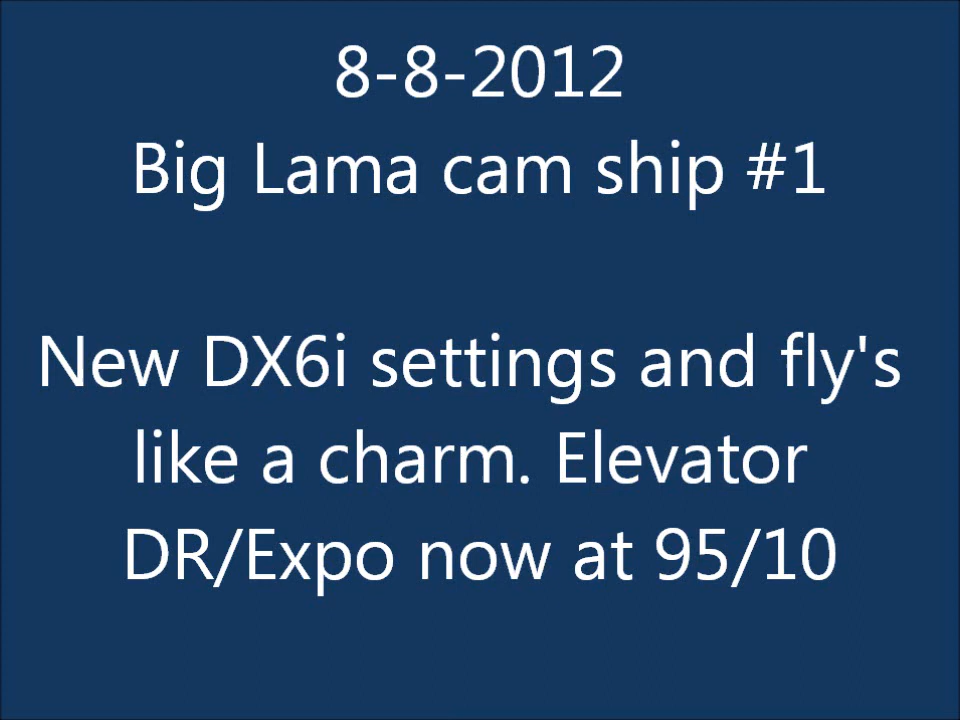 8-8-2012
Big Lama cam ship #1
New DX6i settings and fly's
like a charm. Elevator
DR/Expo now at 95/10